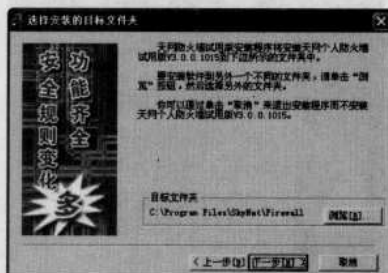 选择安装的目标文件夹
安全规则变化多
功能齐全
天网防火墙试用版安装程序将安装天网个人防火墙
试用版V3.0.0.1015到下边所示的文件夹中。
要安装软件到另外一个不同的文件夹，请单击“浏
览”按钮，然后选择另外的文件夹。
你可以通过单击“取消”来退出安装程序而不安装
天网个人防火墙试用版V3.0.0.1015。
目标文件夹
C:\Program Files\SkyNet\Firewall
浏览(R)
<上一步(B) 下一步(N)> 取消